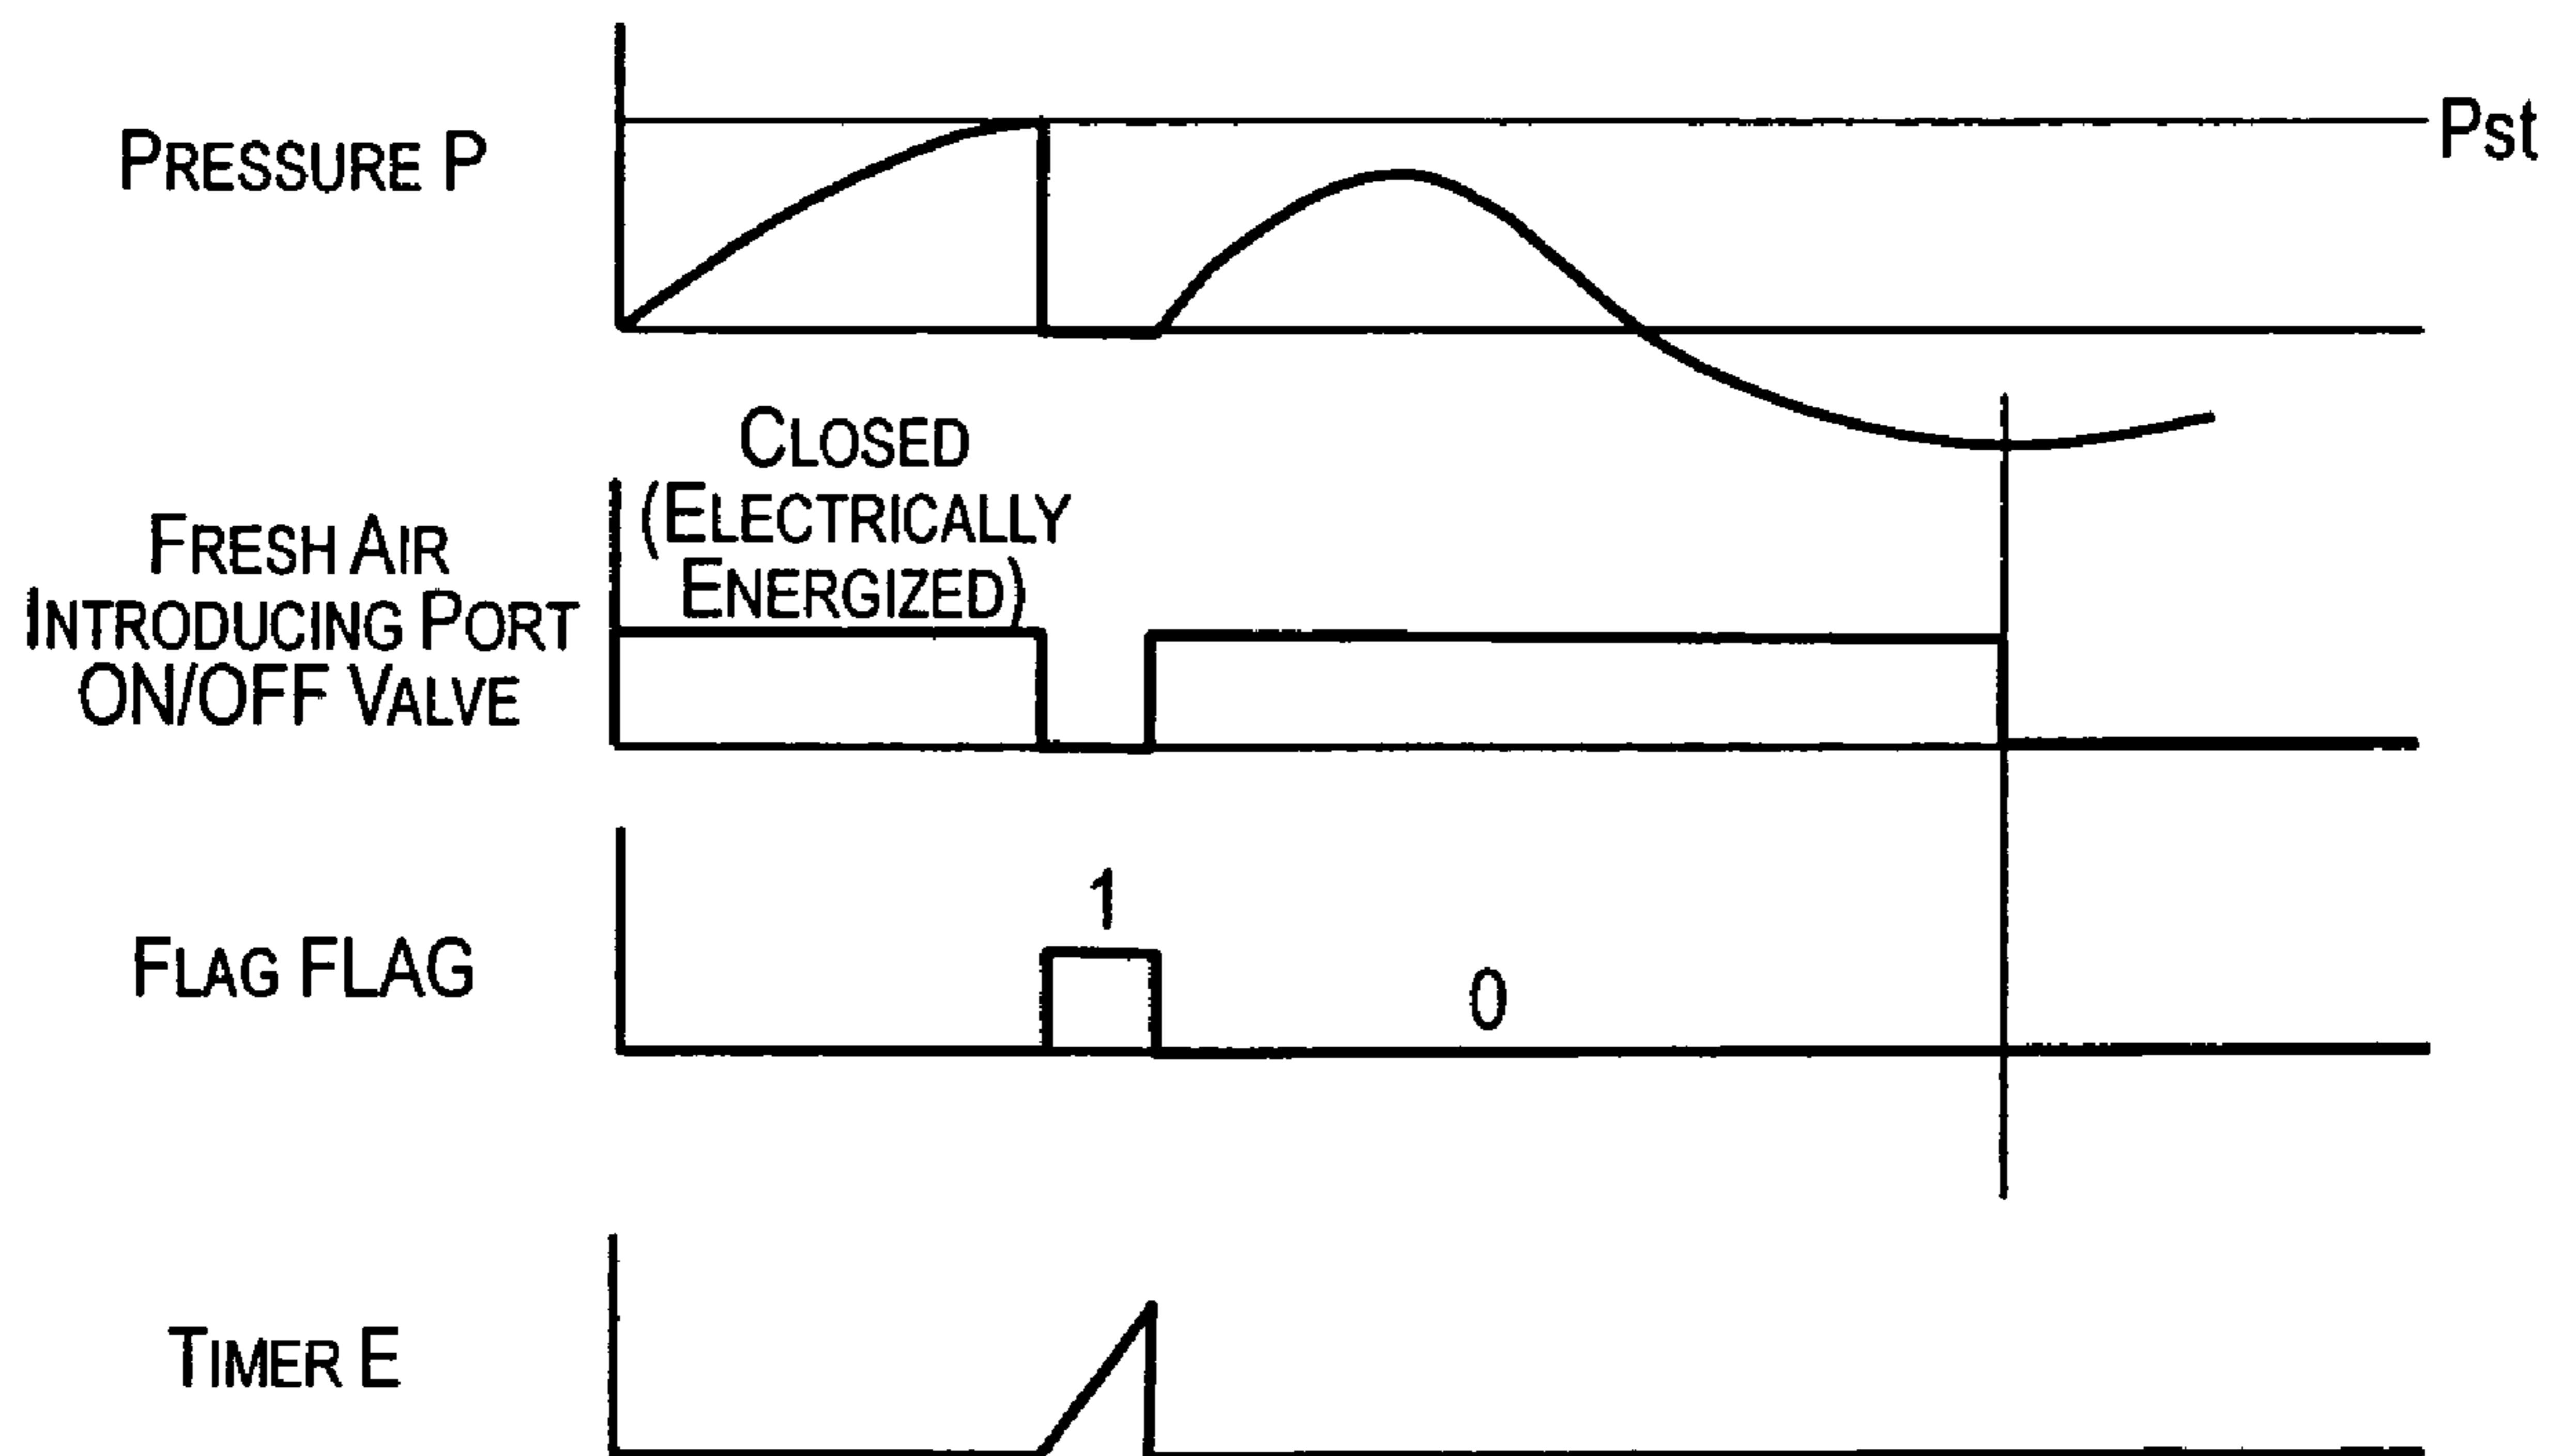 PRESSURE P
Pst
CLOSED
(ELECTRICALLY
ENERGIZED)
FRESH AIR
INTRODUCING PORT
ON/OFF VALVE
1
FLAG FLAG
0
TIMER E